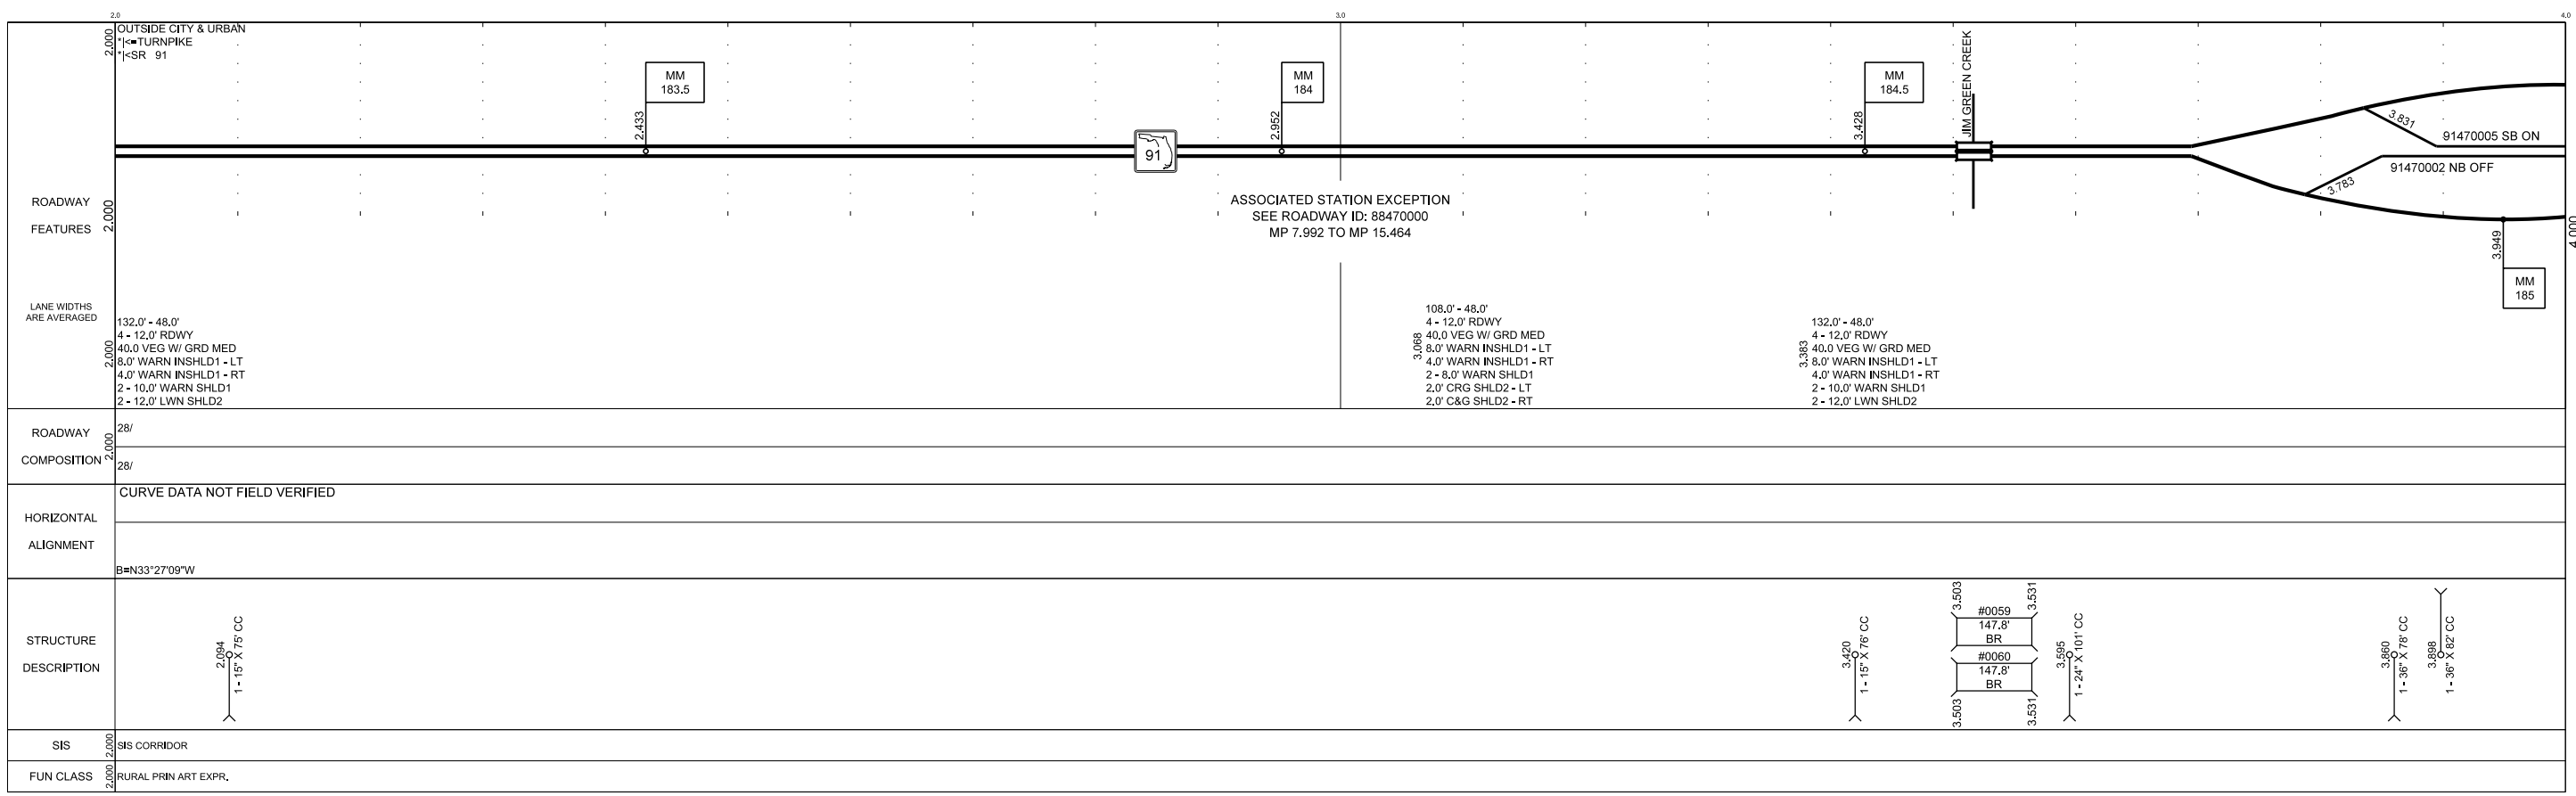 2.0
3.0
4.0
2.000
OUTSIDE CITY & URBAN
*|<=TURNPIKE
*|<SR 91
MM
183.5
2.433
MM
184
2.952
MM
184.5
3.428
JIM GREEN CREEK
91
3.831
91470005 SB ON
91470002 NB OFF
3.783
ROADWAY
FEATURES
2.000
4.000
ASSOCIATED STATION EXCEPTION
SEE ROADWAY ID: 88470000
MP 7.992 TO MP 15.464
3.949
MM
185
LANE WIDTHS
ARE AVERAGED
2.000
132.0' - 48.0'
4 - 12.0' RDWY
40.0 VEG W/ GRD MED
8.0' WARN INSHLD1 - LT
4.0' WARN INSHLD1 - RT
2 - 10.0' WARN SHLD1
2 - 12.0' LWN SHLD2
3.068
108.0' - 48.0'
4 - 12.0' RDWY
40.0 VEG W/ GRD MED
8.0' WARN INSHLD1 - LT
4.0' WARN INSHLD1 - RT
2 - 8.0' WARN SHLD1
2.0' CRG SHLD2 - LT
2.0' C&G SHLD2 - RT
3.383
132.0' - 48.0'
4 - 12.0' RDWY
40.0 VEG W/ GRD MED
8.0' WARN INSHLD1 - LT
4.0' WARN INSHLD1 - RT
2 - 10.0' WARN SHLD1
2 - 12.0' LWN SHLD2
ROADWAY
COMPOSITION
2.000
28/
28/
HORIZONTAL
ALIGNMENT
CURVE DATA NOT FIELD VERIFIED
B=N33°27'09"W
STRUCTURE
DESCRIPTION
2.094
1 - 15" X 75' CC
3.420
1 - 15" X 76' CC
3.503
3.531
#0059
147.8'
BR
#0060
147.8'
BR
3.503
3.531
3.595
1 - 24" X 101' CC
3.860
1 - 36" X 78' CC
3.898
1 - 36" X 82' CC
SIS
2.000
SIS CORRIDOR
FUN CLASS
2.000
RURAL PRIN ART EXPR.